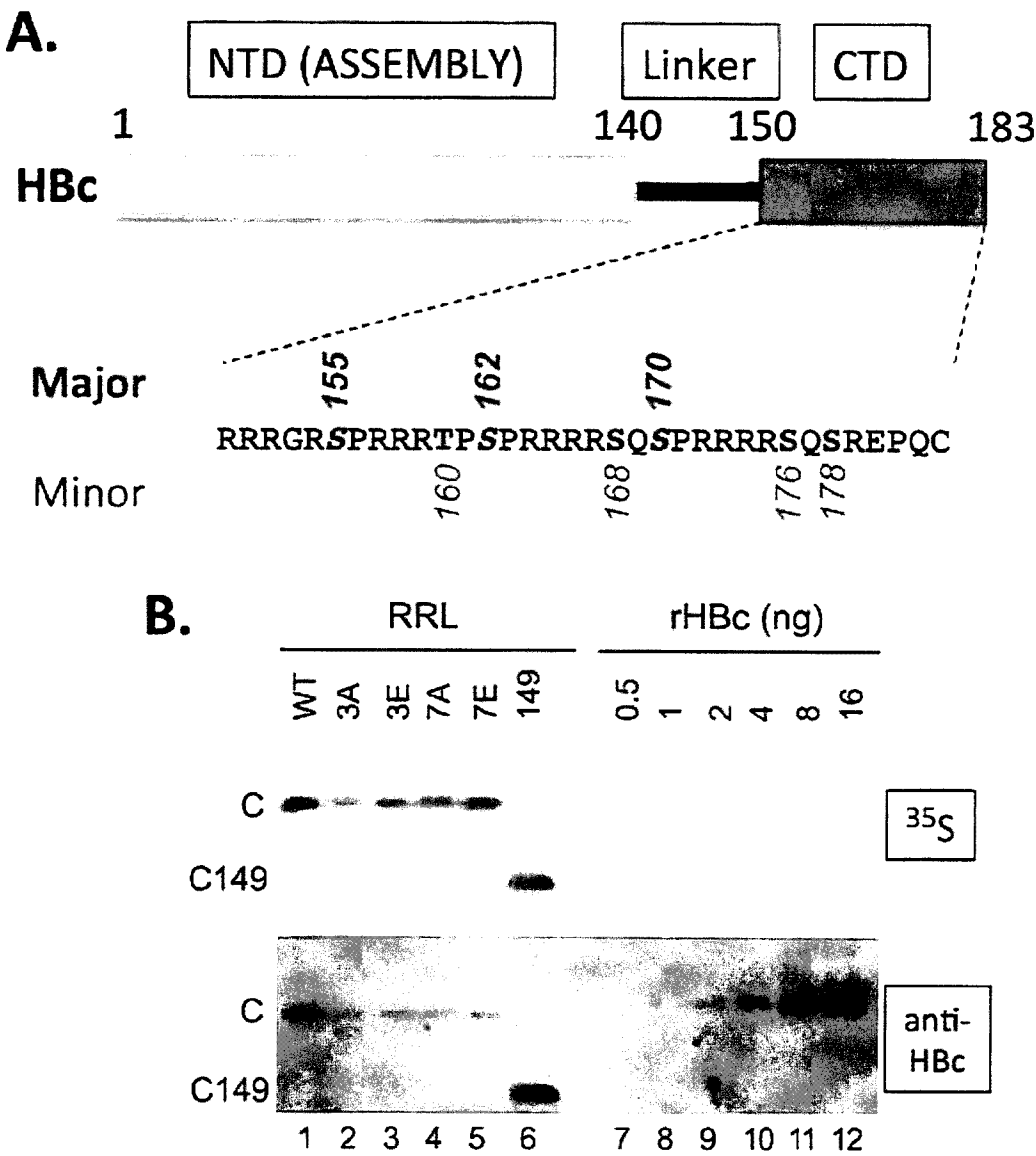 A.
NTD (ASSEMBLY) Linker CTD
1 140 150 183
HBc
Major 155 162 170
RRRGRSPRRRTPSPRRRRSQSPRRRRSQSREPQC
Minor 160 168 176 178
B.
RRL rHBc (ng)
WT 3A 3E 7A 7E 149 0.5 1 2 4 8 16
C
35S
C149
C
anti-
HBc
C149
1 2 3 4 5 6 7 8 9 10 11 12